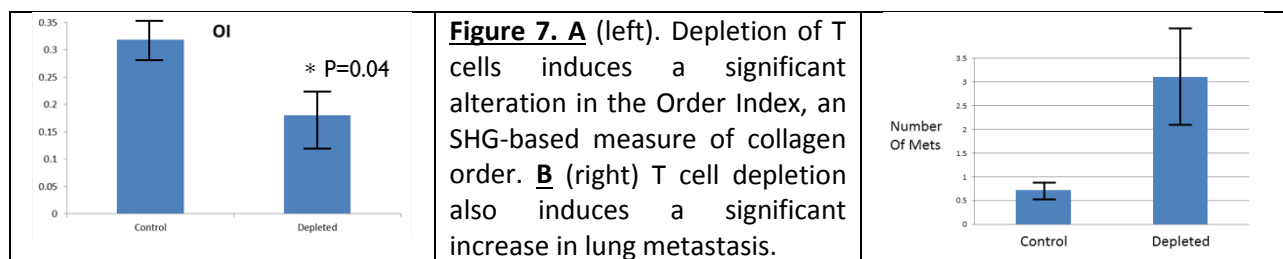 0.35
0.3
0.25
0.2
0.15
0.1
0.05
0
OI
* P=0.04
Control
Depleted
Figure 7. A (left). Depletion of T
cells induces a significant
alteration in the Order Index, an
SHG-based measure of collagen
order. B (right) T cell depletion
also induces a significant
increase in lung metastasis.
Number
Of Mets
3.5
3
2.5
2
1.5
1
0.5
0
Control
Depleted